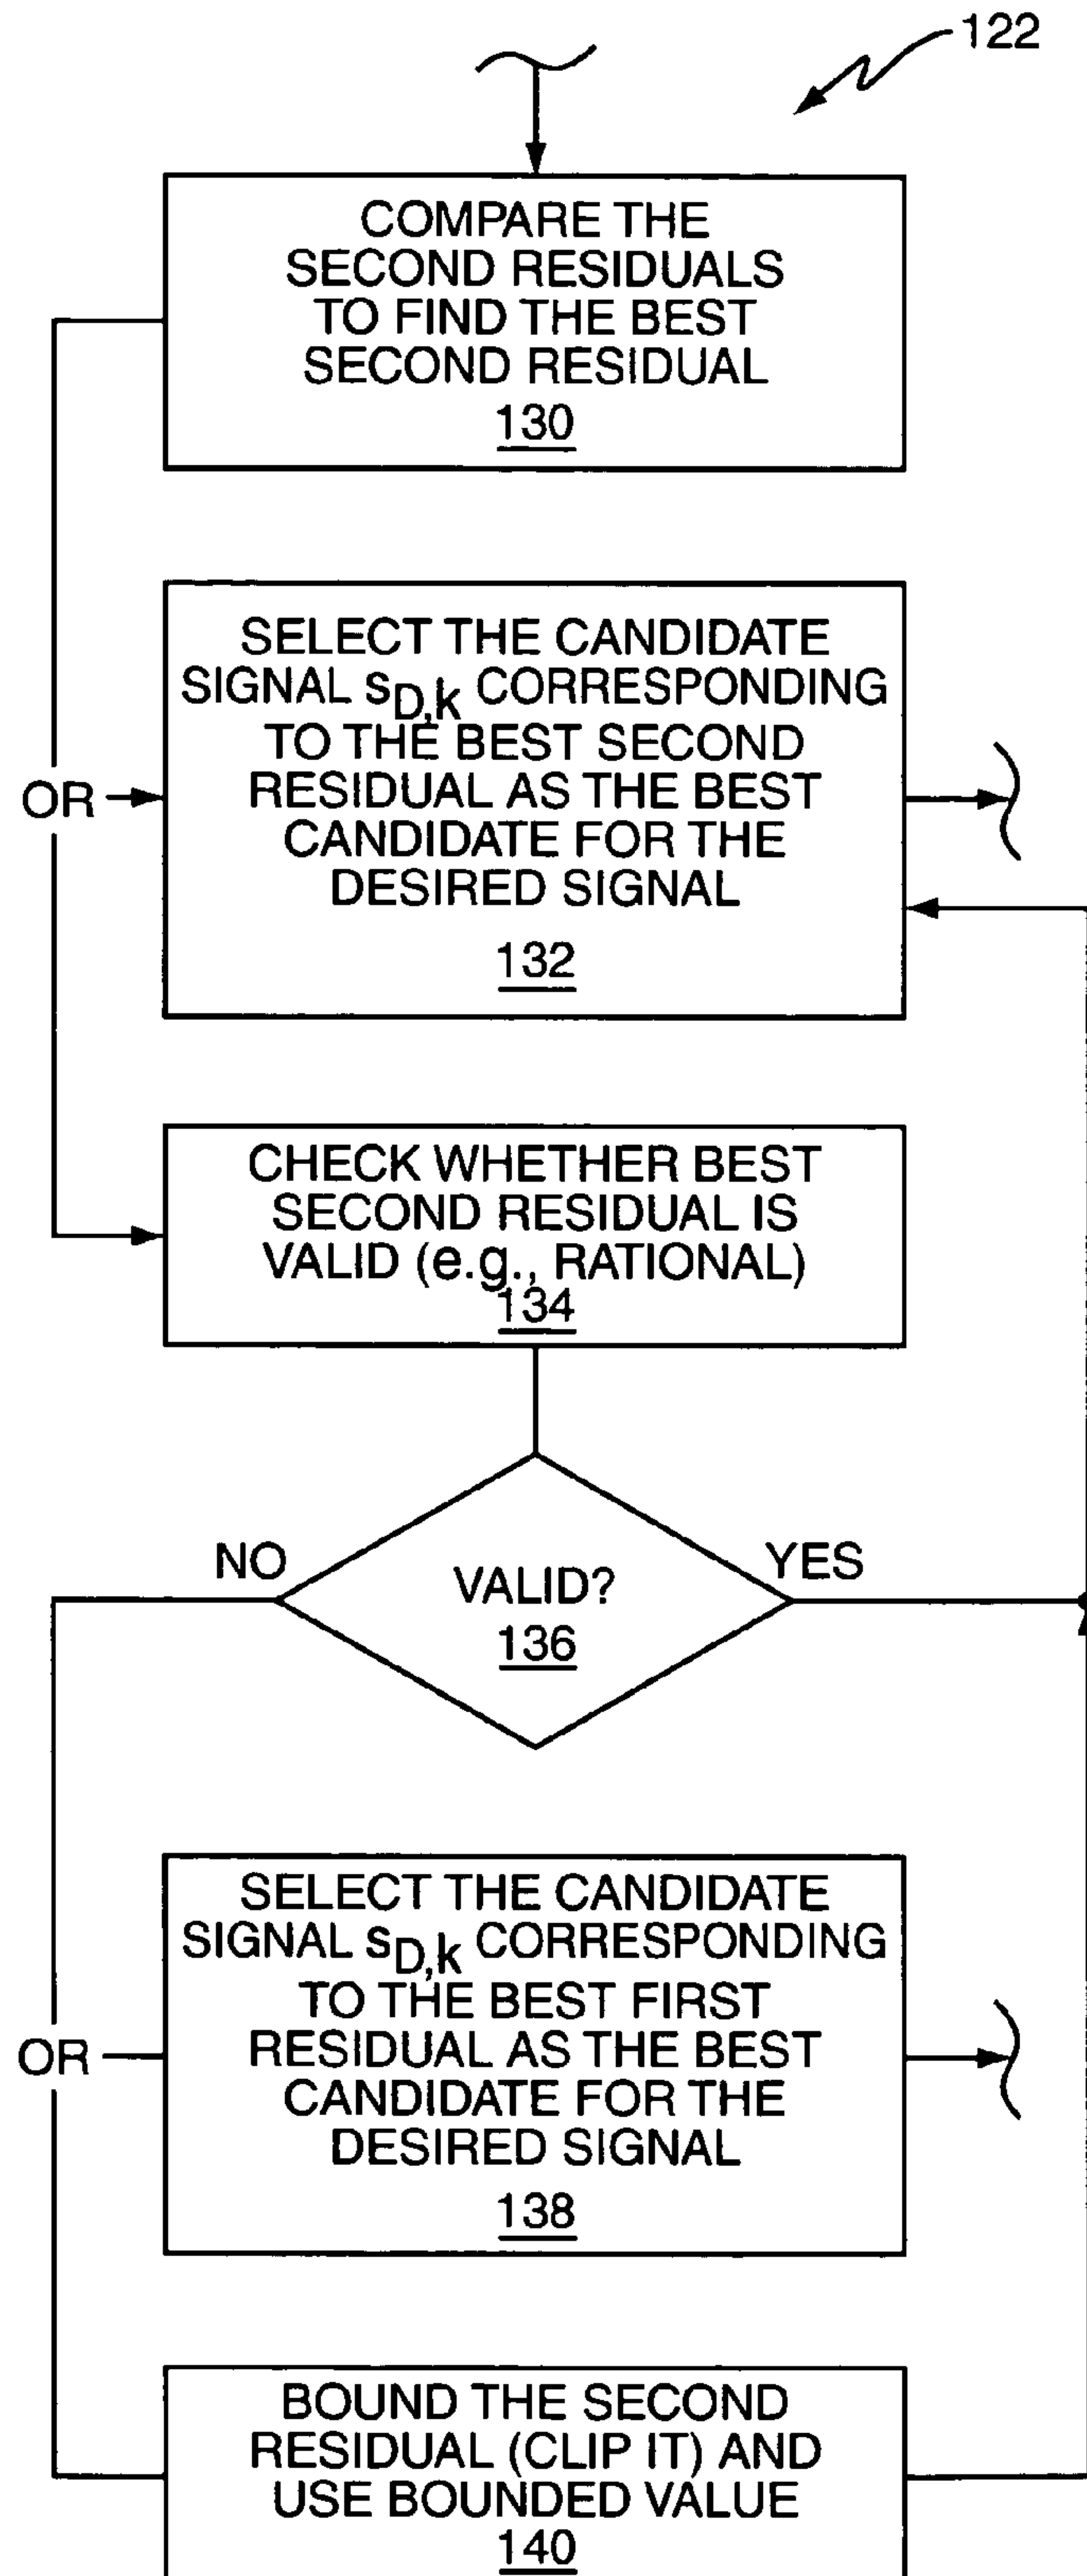 122
COMPARE THE
SECOND RESIDUALS
TO FIND THE BEST
SECOND RESIDUAL
130
SELECT THE CANDIDATE
SIGNAL sD,k CORRESPONDING
TO THE BEST SECOND
RESIDUAL AS THE BEST
CANDIDATE FOR THE
DESIRED SIGNAL
132
OR
CHECK WHETHER BEST
SECOND RESIDUAL IS
VALID (e.g., RATIONAL)
134
NO
YES
VALID?
136
SELECT THE CANDIDATE
SIGNAL sD,k CORRESPONDING
TO THE BEST FIRST
RESIDUAL AS THE BEST
CANDIDATE FOR THE
DESIRED SIGNAL
138
OR
BOUND THE SECOND
RESIDUAL (CLIP IT) AND
USE BOUNDED VALUE
140